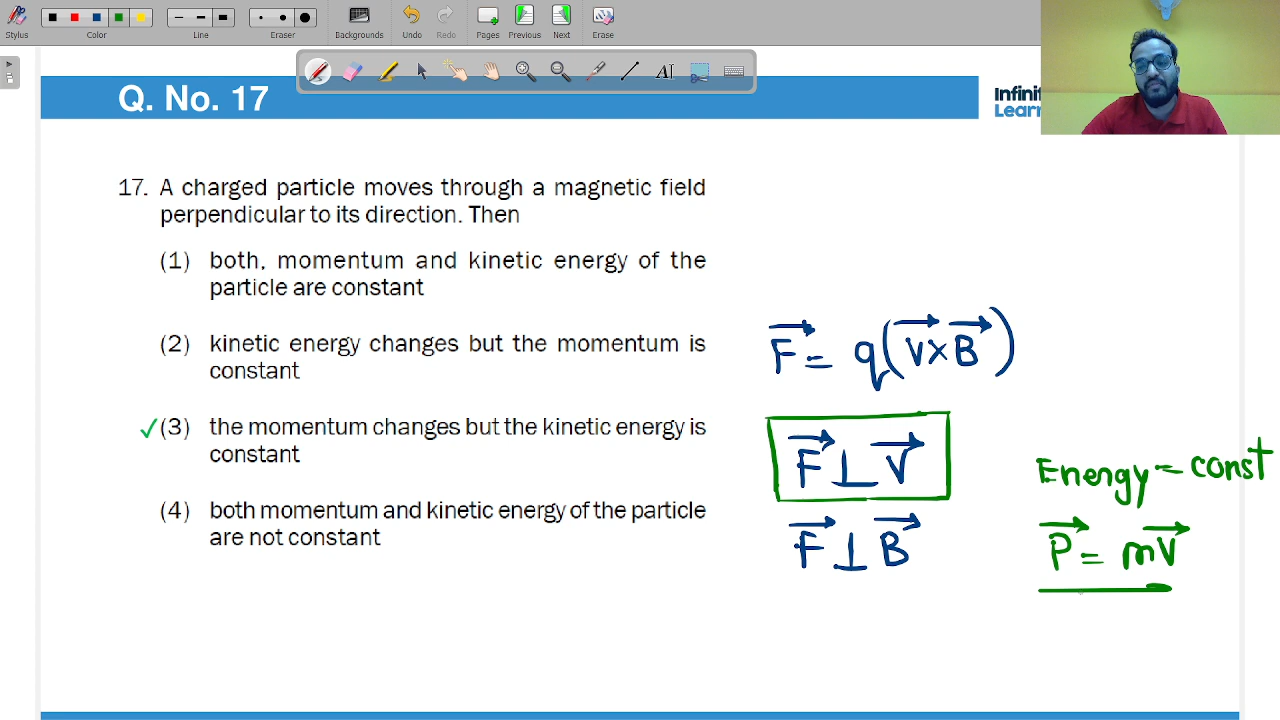 Stylus
Color
Line
Eraser
Backgrounds
Undo
Redo
Pages
Previous
Next
Erase
Q. No. 17
Infinit
Learn
17. A charged particle moves through a magnetic field
perpendicular to its direction. Then
(1) both, momentum and kinetic energy of the
particle are constant
(2) kinetic energy changes but the momentum is
constant
✓(3) the momentum changes but the kinetic energy is
constant
(4) both momentum and kinetic energy of the particle
are not constant
F⃗ = q(V⃗×B⃗)
F⃗ ⊥ V⃗
F⃗ ⊥ B⃗
Energy = const
P⃗ = mV⃗